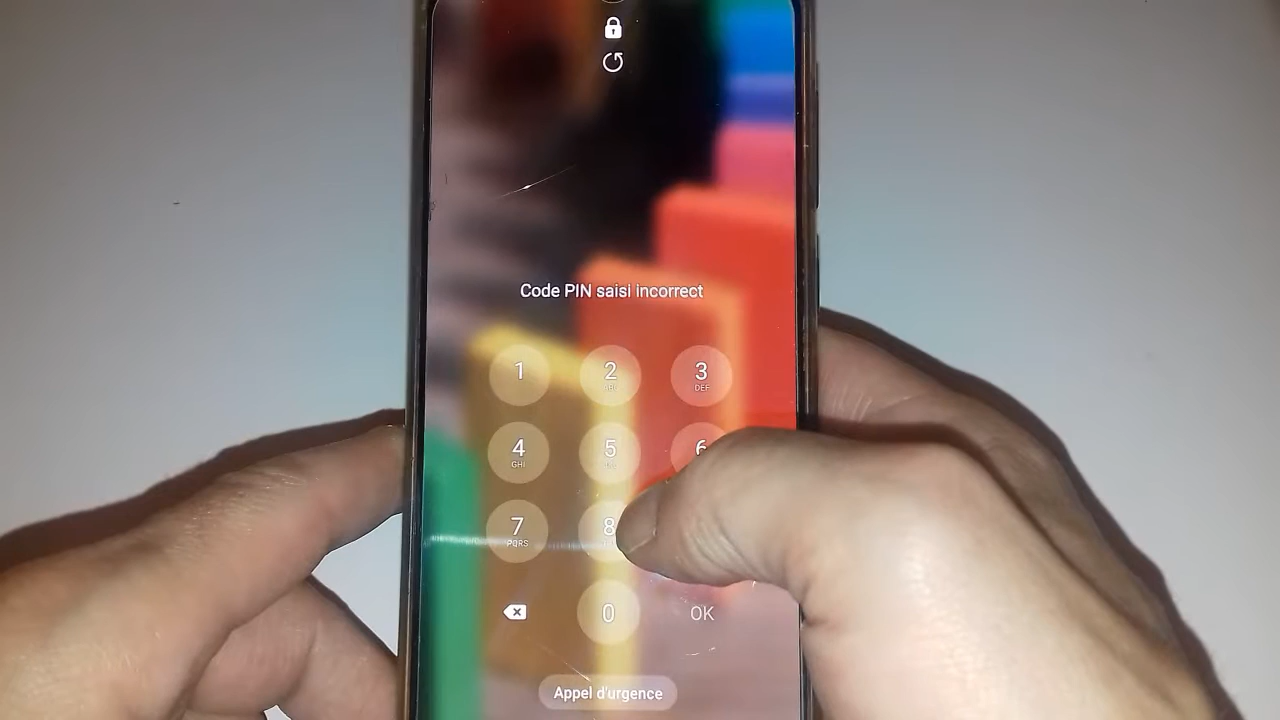 Code PIN saisi incorrect
1 2 3
DEF
4 5 6
GHI
7 8
PQRS
0 OK
Appel d'urgence